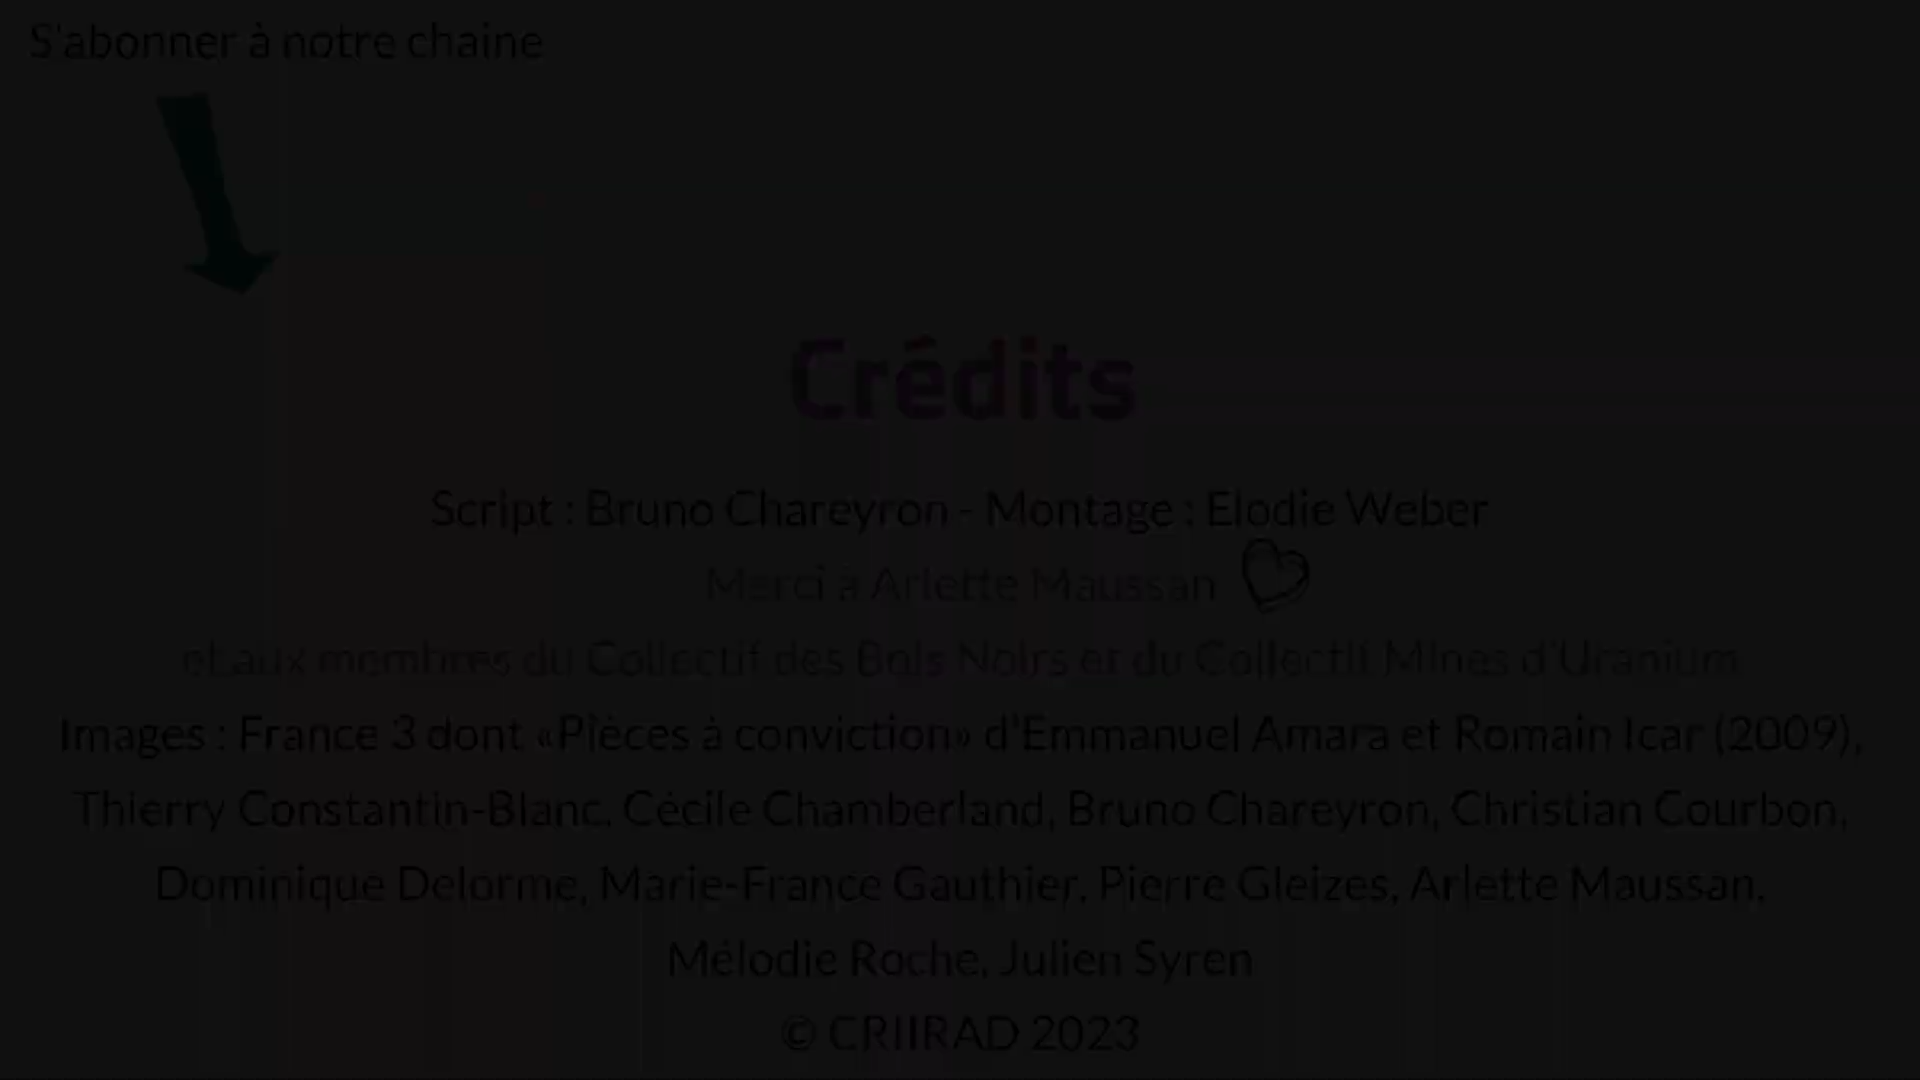 S'abonner à notre chaine
Crédits
Script : Bruno Chareyron - Montage : Elodie Weber
Merci à Arlette Maussan
et aux membres du Collectif des Bois Noirs et du Collectif Mines d'Uranium
Images : France 3 dont «Pièces à conviction» d'Emmanuel Amara et Romain Icar (2009),
Thierry Constantin-Blanc, Cécile Chamberland, Bruno Chareyron, Christian Courbon,
Dominique Delorme, Marie-France Gauthier, Pierre Gleizes, Arlette Maussan,
Mélodie Roche, Julien Syren
© CRIIRAD 2023